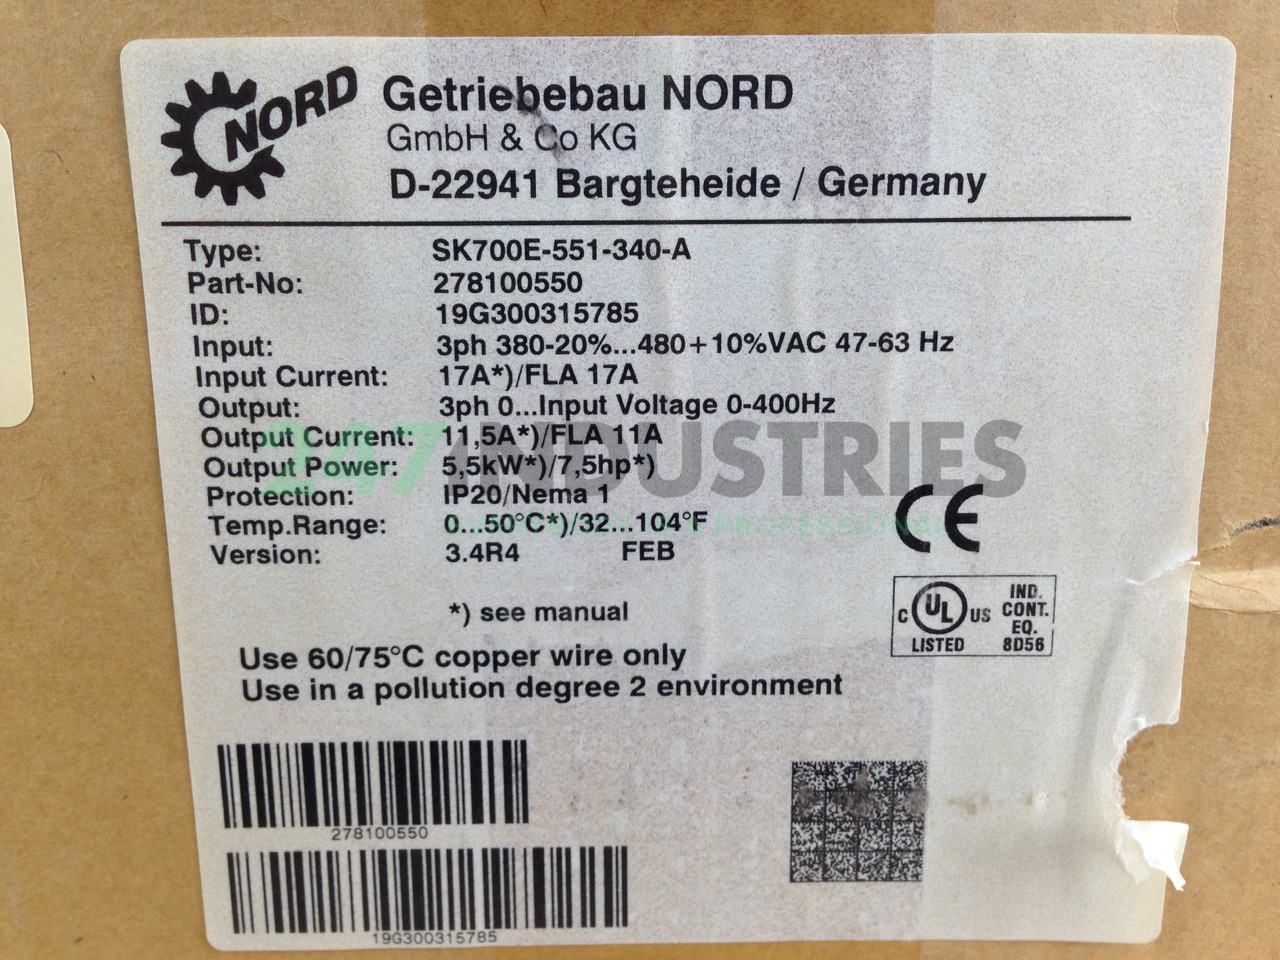 NORD
Getriebebau NORD
GmbH & Co KG
D-22941 Bargteheide / Germany
Type: SK700E-551-340-A
Part-No: 278100550
ID: 19G300315785
Input: 3ph 380-20%...480+10%VAC 47-63 Hz
Input Current: 17A*)/FLA 17A
Output: 3ph 0...Input Voltage 0-400Hz
Output Current: 11,5A*)/FLA 11A
Output Power: 5,5kW*)/7,5hp*)
Protection: IP20/Nema 1
Temp.Range: 0...50°C*)/32...104°F
Version: 3.4R4 FEB
247INDUSTRIES
PROFESSIONAL
CE
*) see manual
C UL US LISTED
IND.
CONT.
EQ.
8D56
Use 60/75°C copper wire only
Use in a pollution degree 2 environment
278100550
19G300315785